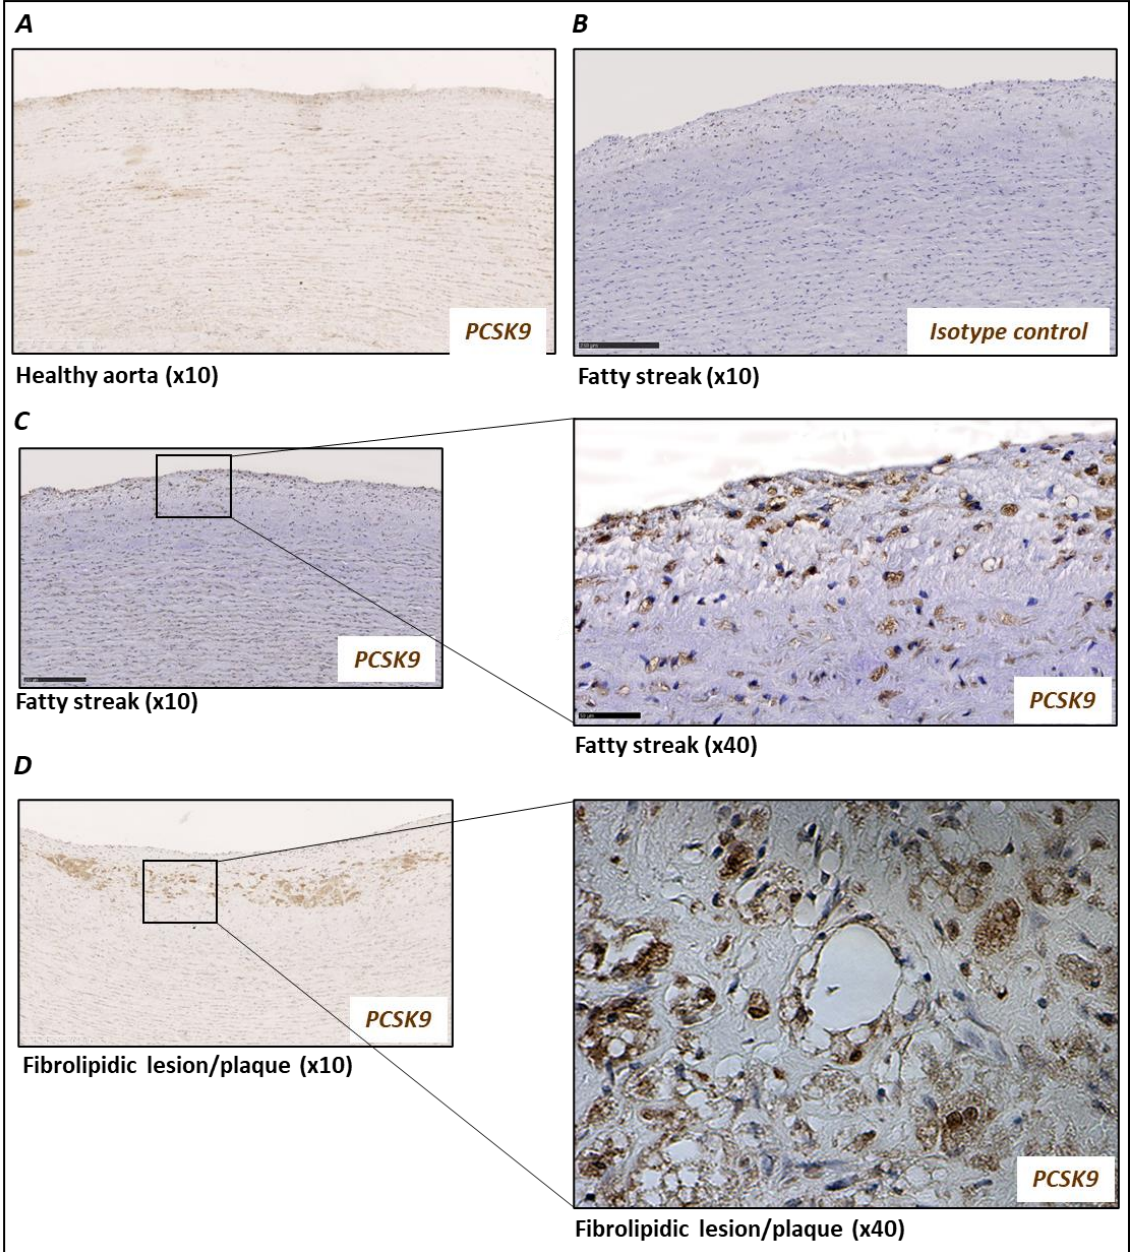 A
B
PCSK9
Isotype control
Healthy aorta (x10)
Fatty streak (x10)
C
PCSK9
PCSK9
Fatty streak (x10)
Fatty streak (x40)
D
PCSK9
PCSK9
Fibrolipidic lesion/plaque (x10)
Fibrolipidic lesion/plaque (x40)